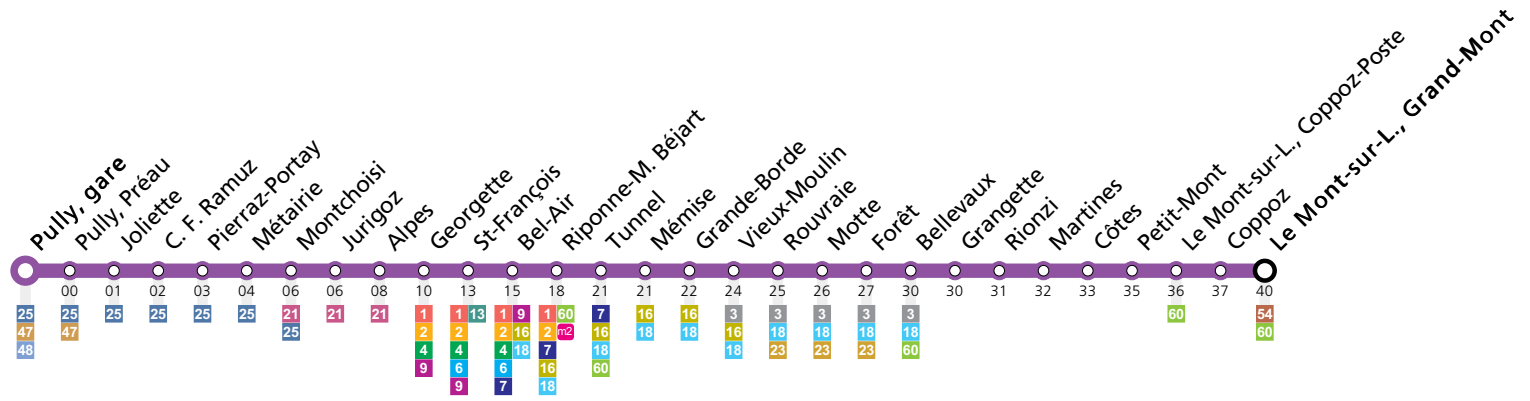 Pully, gare
Pully, Préau
Joliette
C. F. Ramuz
Pierraz-Portay
Métairie
Montchoisi
Jurigoz
Alpes
Georgette
St-François
Bel-Air
Riponne-M. Béjart
Tunnel
Mémise
Grande-Borde
Vieux-Moulin
Rouvraie
Motte
Forêt
Bellevaux
Grangette
Rionzi
Martines
Côtes
Petit-Mont
Le Mont-sur-L., Coppoz-Poste
Coppoz
Le Mont-sur-L., Grand-Mont
00 01 02 03 04 06 06 08 10 13 15 18 21 21 22 24 25 26 27 30 30 31 32 33 35 36 37 40
25 25 25 25 25 25 21 21 21 1 1 13 1 9 1 60 7 16 16 3 3 3 3 3 60 54
47 47 25 2 2 2 16 2 m2 16 18 18 16 18 18 18 18 60
48 4 4 4 18 7 18 18 23 23 23 60
9 6 6 16 60
9 7 18